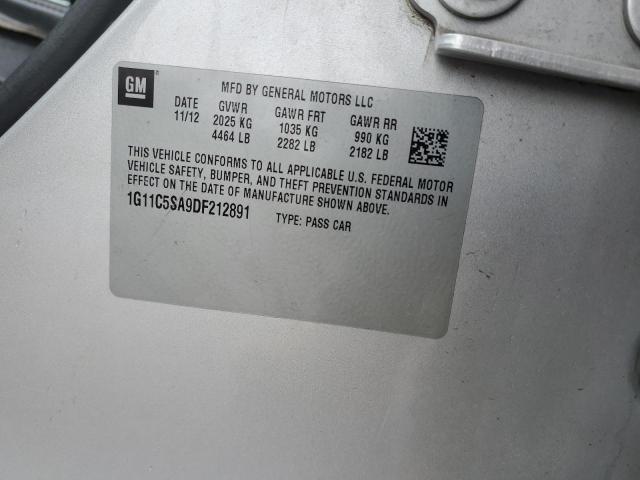 GM
MFD BY GENERAL MOTORS LLC
DATE GVWR GAWR FRT GAWR RR
11/12 2025 KG 1035 KG 990 KG
4464 LB 2282 LB 2182 LB
THIS VEHICLE CONFORMS TO ALL APPLICABLE U.S. FEDERAL MOTOR
VEHICLE SAFETY, BUMPER, AND THEFT PREVENTION STANDARDS IN
EFFECT ON THE DATE OF MANUFACTURE SHOWN ABOVE.
1G11C5SA9DF212891 TYPE: PASS CAR